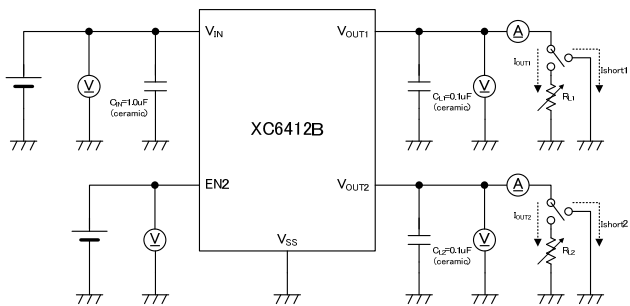 VIN
VOUT1
A
IOUT1
Ishort1
V
CIN=1.0uF
(ceramic)
CL1=0.1uF
(ceramic)
V
RL1
XC6412B
EN2
VOUT2
A
IOUT2
Ishort2
V
VSS
CL2=0.1uF
(ceramic)
V
RL2